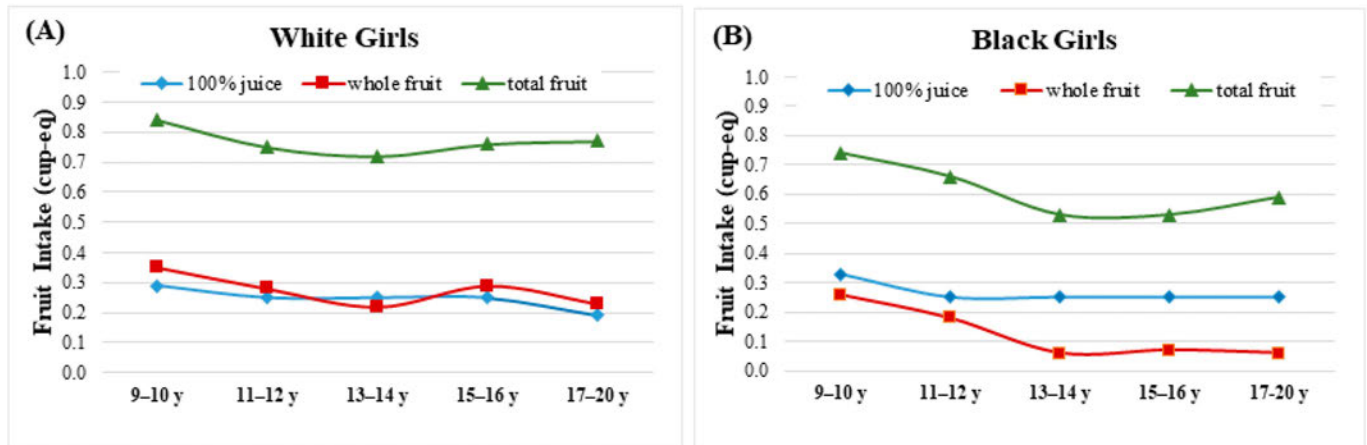 (A)
White Girls
100% juice
whole fruit
total fruit
Fruit Intake (cup-eq)
1.0
0.9
0.8
0.7
0.6
0.5
0.4
0.3
0.2
0.1
0.0
9–10 y
11–12 y
13–14 y
15–16 y
17–20 y
(B)
Black Girls
100% juice
whole fruit
total fruit
Fruit Intake (cup-eq)
1.0
0.9
0.8
0.7
0.6
0.5
0.4
0.3
0.2
0.1
0.0
9–10 y
11–12 y
13–14 y
15–16 y
17-20 y